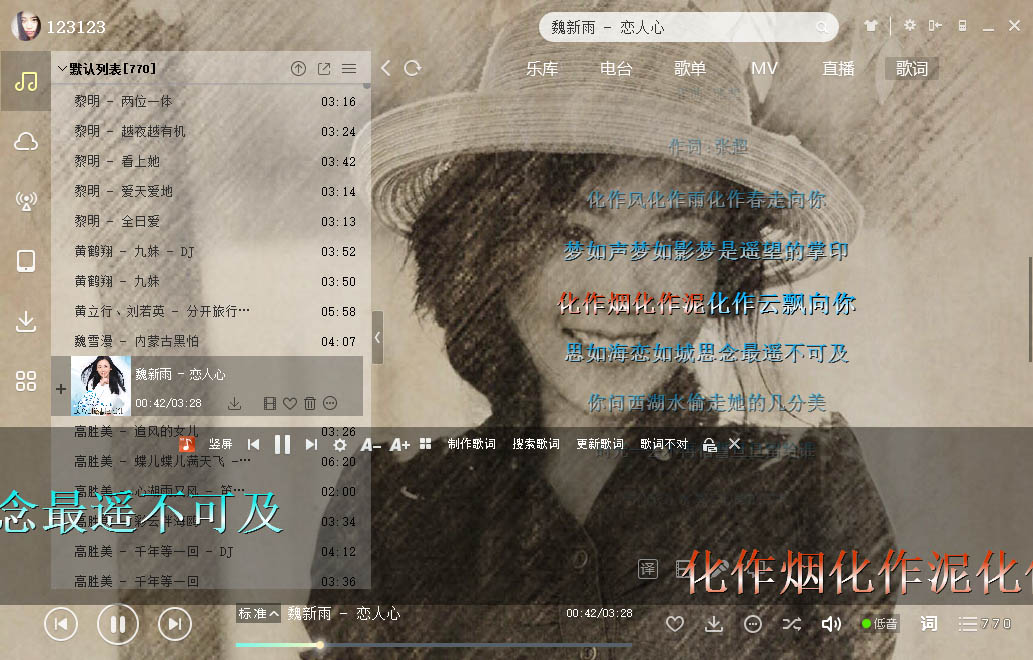 123123
魏新雨 - 恋人心
默认列表[770]
乐库 电台 歌单 MV 直播 歌词
黎明 - 两位一体 03:16
黎明 - 越夜越有机 03:24
黎明 - 看上她 03:42
黎明 - 爱天爱地 03:14
黎明 - 全日爱 03:13
黄鹤翔 - 九妹 - DJ 03:52
黄鹤翔 - 九妹 03:50
黄立行、刘若英 - 分开旅行… 05:58
魏雪漫 - 内蒙古黑怕 04:07
魏新雨 - 恋人心
00:42/03:28
高胜美 - 追风的女儿 03:26
高胜美 - 蝶儿蝶儿满天飞 -… 06:20
高胜美 - 心湖雨又风 - 笛… 02:00
03:34
高胜美 - 千年等一回 - DJ 04:12
高胜美 - 千年等一回 03:36
作词:张超
化作风化作雨化作春走向你
梦如声梦如影梦是遥望的掌印
化作烟化作泥化作云飘向你
思如海恋如城思念最遥不可及
你问西湖水偷走她的几分美
竖屏 A- A+ 制作歌词 搜索歌词 更新歌词 歌词不对
念最遥不可及
译
化作烟化作泥化
标准 魏新雨 - 恋人心 00:42/03:28
低音 词 770